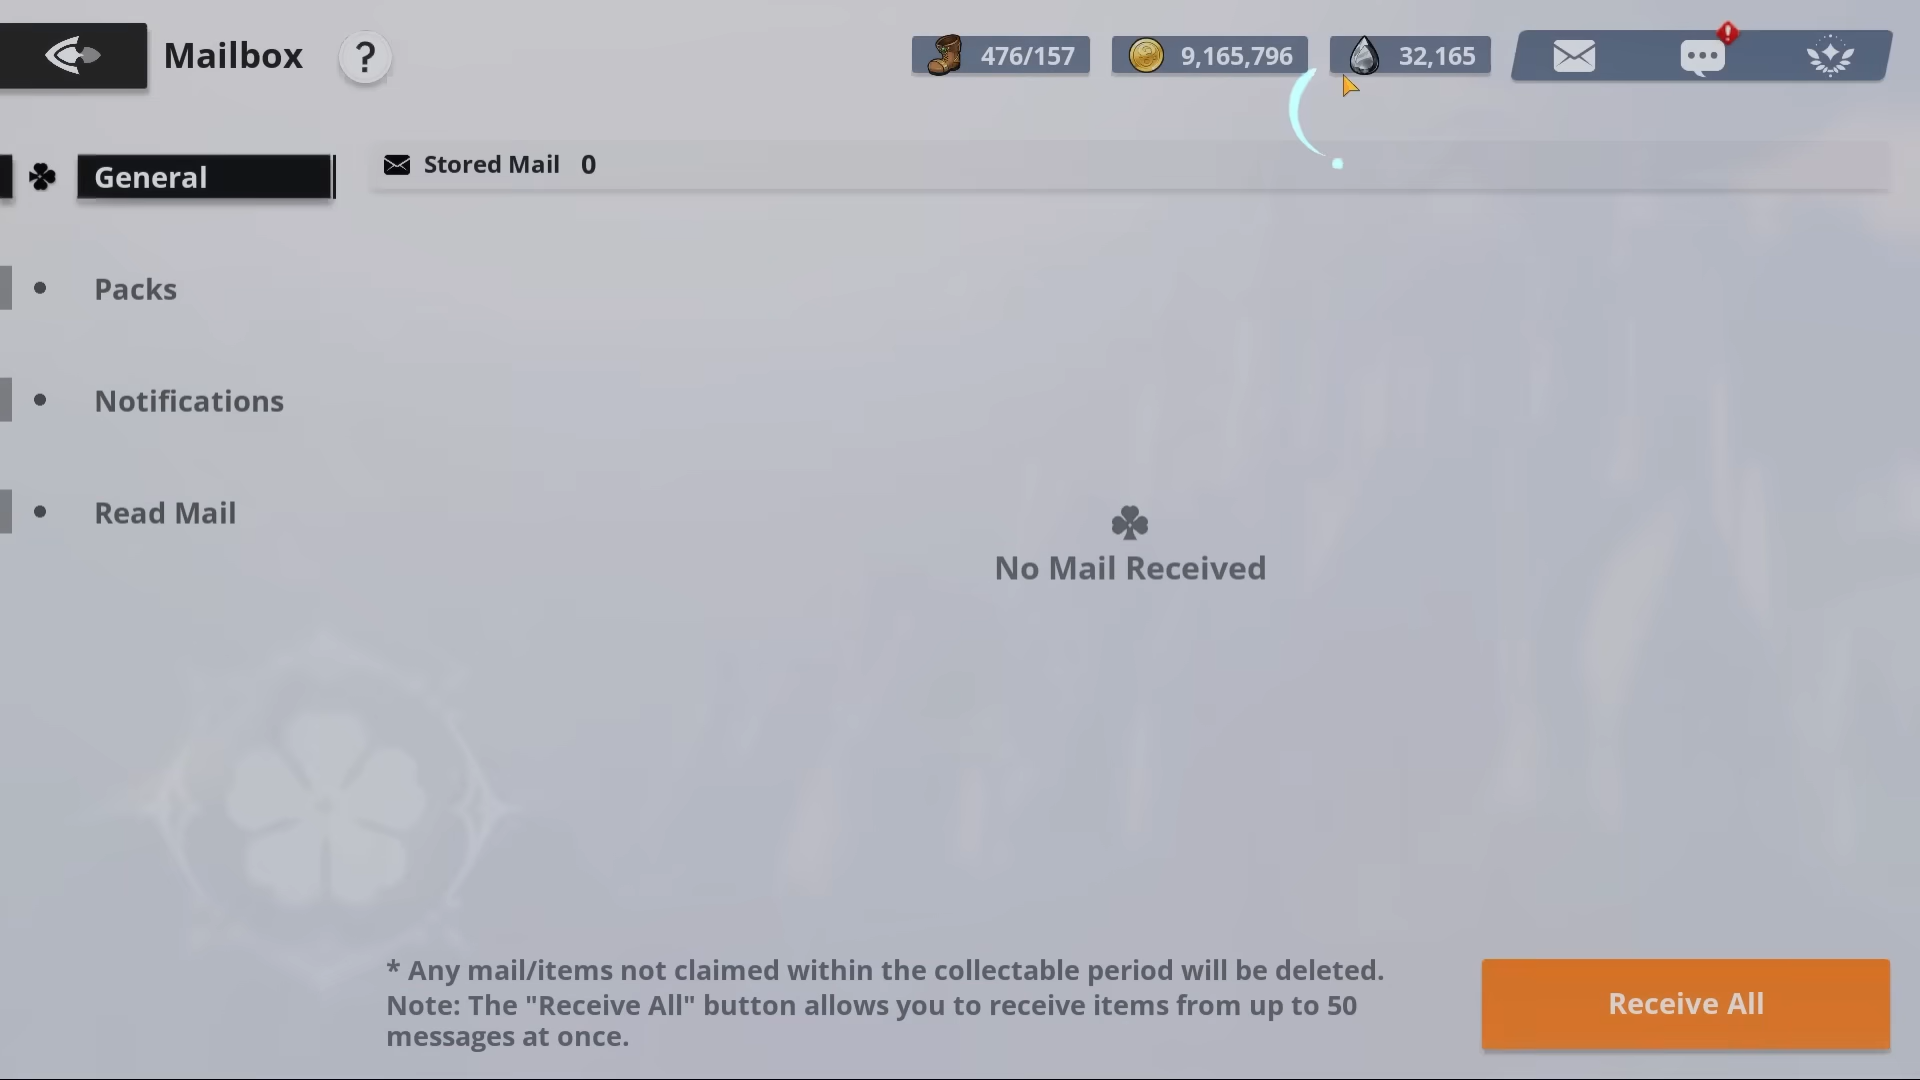 Mailbox
?
476/157
9,165,796
32,165
General
Stored Mail 0
Packs
Notifications
Read Mail
No Mail Received
* Any mail/items not claimed within the collectable period will be deleted.
Note: The "Receive All" button allows you to receive items from up to 50
messages at once.
Receive All